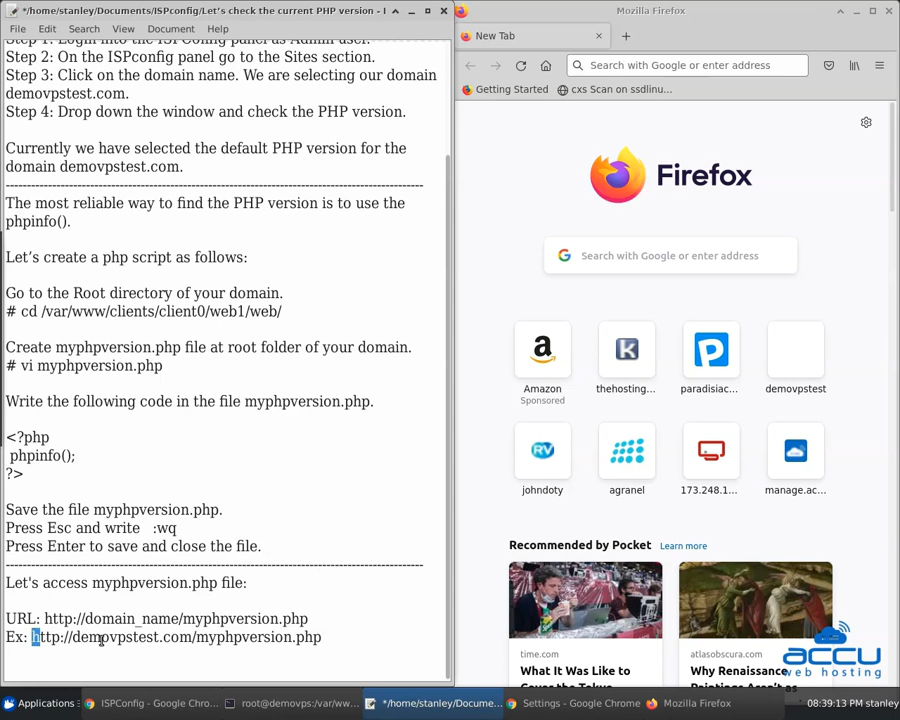 */home/stanley/Documents/ISPconfig/Let's check the current PHP version - I
File Edit Search View Document Help
Step 1: Login into the ISPConfig panel as Admin user.
Step 2: On the ISPconfig panel go to the Sites section.
Step 3: Click on the domain name. We are selecting our domain
demovpstest.com.
Step 4: Drop down the window and check the PHP version.
Currently we have selected the default PHP version for the
domain demovpstest.com.
--------------------------------------------------------------------------------------------
The most reliable way to find the PHP version is to use the
phpinfo().
Let’s create a php script as follows:
Go to the Root directory of your domain.
# cd /var/www/clients/client0/web1/web/
Create myphpversion.php file at root folder of your domain.
# vi myphpversion.php
Write the following code in the file myphpversion.php.
<?php
phpinfo();
?>
Save the file myphpversion.php.
Press Esc and write :wq
Press Enter to save and close the file.
--------------------------------------------------------------------------------------------
Let's access myphpversion.php file:
URL: http://domain_name/myphpversion.php
Ex: http://demovpstest.com/myphpversion.php
Mozilla Firefox
New Tab
Search with Google or enter address
Getting Started cxs Scan on ssdlinu...
Firefox
Search with Google or enter address
Amazon
Sponsored
thehosting...
paradisiac...
demovpstest
johndoty
agranel
173.248.1...
manage.ac...
Recommended by Pocket Learn more
time.com
What It Was Like to
atlasobscura.com
Why Renaissance
accu
web hosting
Applications ISPConfig - Google Chro... root@demovps:/var/ww... */home/stanley/Docume... Settings - Google Chrome Mozilla Firefox 08:39:13 PM stanley